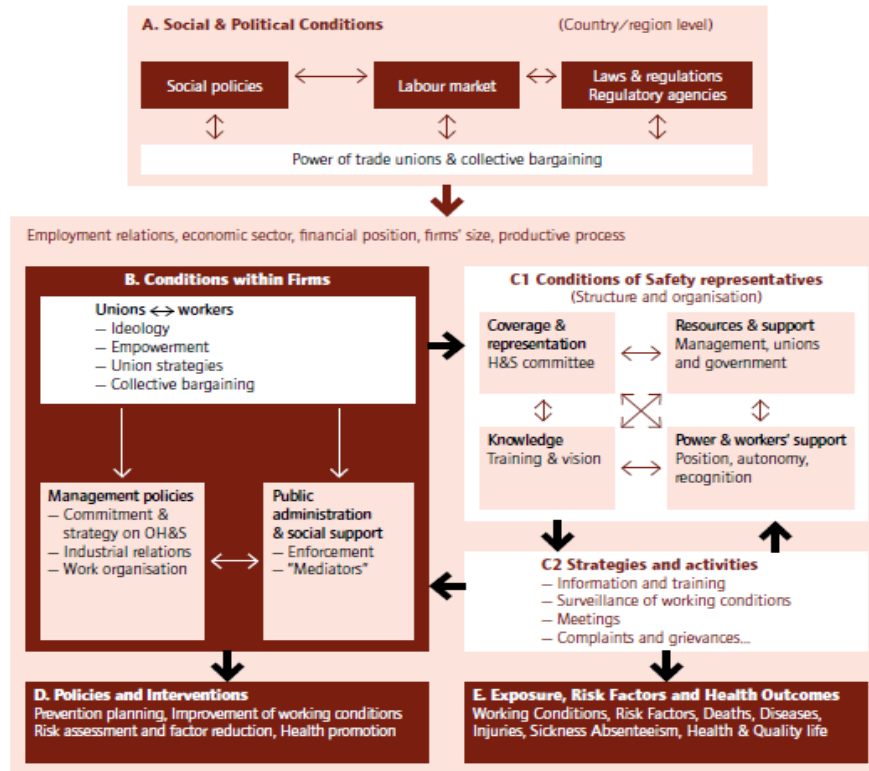 A. Social & Political Conditions
(Country/region level)
Social policies
Labour market
Laws & regulations
Regulatory agencies
Power of trade unions & collective bargaining
Employment relations, economic sector, financial position, firms' size, productive process
B. Conditions within Firms
Unions ↔ workers
– Ideology
– Empowerment
– Union strategies
– Collective bargaining
Management policies
– Commitment &
strategy on OH&S
– Industrial relations
– Work organisation
Public
administration
& social support
– Enforcement
– "Mediators"
C1 Conditions of Safety representatives
(Structure and organisation)
Coverage &
representation
H&S committee
Resources & support
Management, unions
and government
Knowledge
Training & vision
Power & workers' support
Position, autonomy,
recognition
C2 Strategies and activities
– Information and training
– Surveillance of working conditions
– Meetings
– Complaints and grievances...
D. Policies and Interventions
Prevention planning, Improvement of working conditions
Risk assessment and factor reduction, Health promotion
E. Exposure, Risk Factors and Health Outcomes
Working Conditions, Risk Factors, Deaths, Diseases,
Injuries, Sickness Absenteeism, Health & Quality life